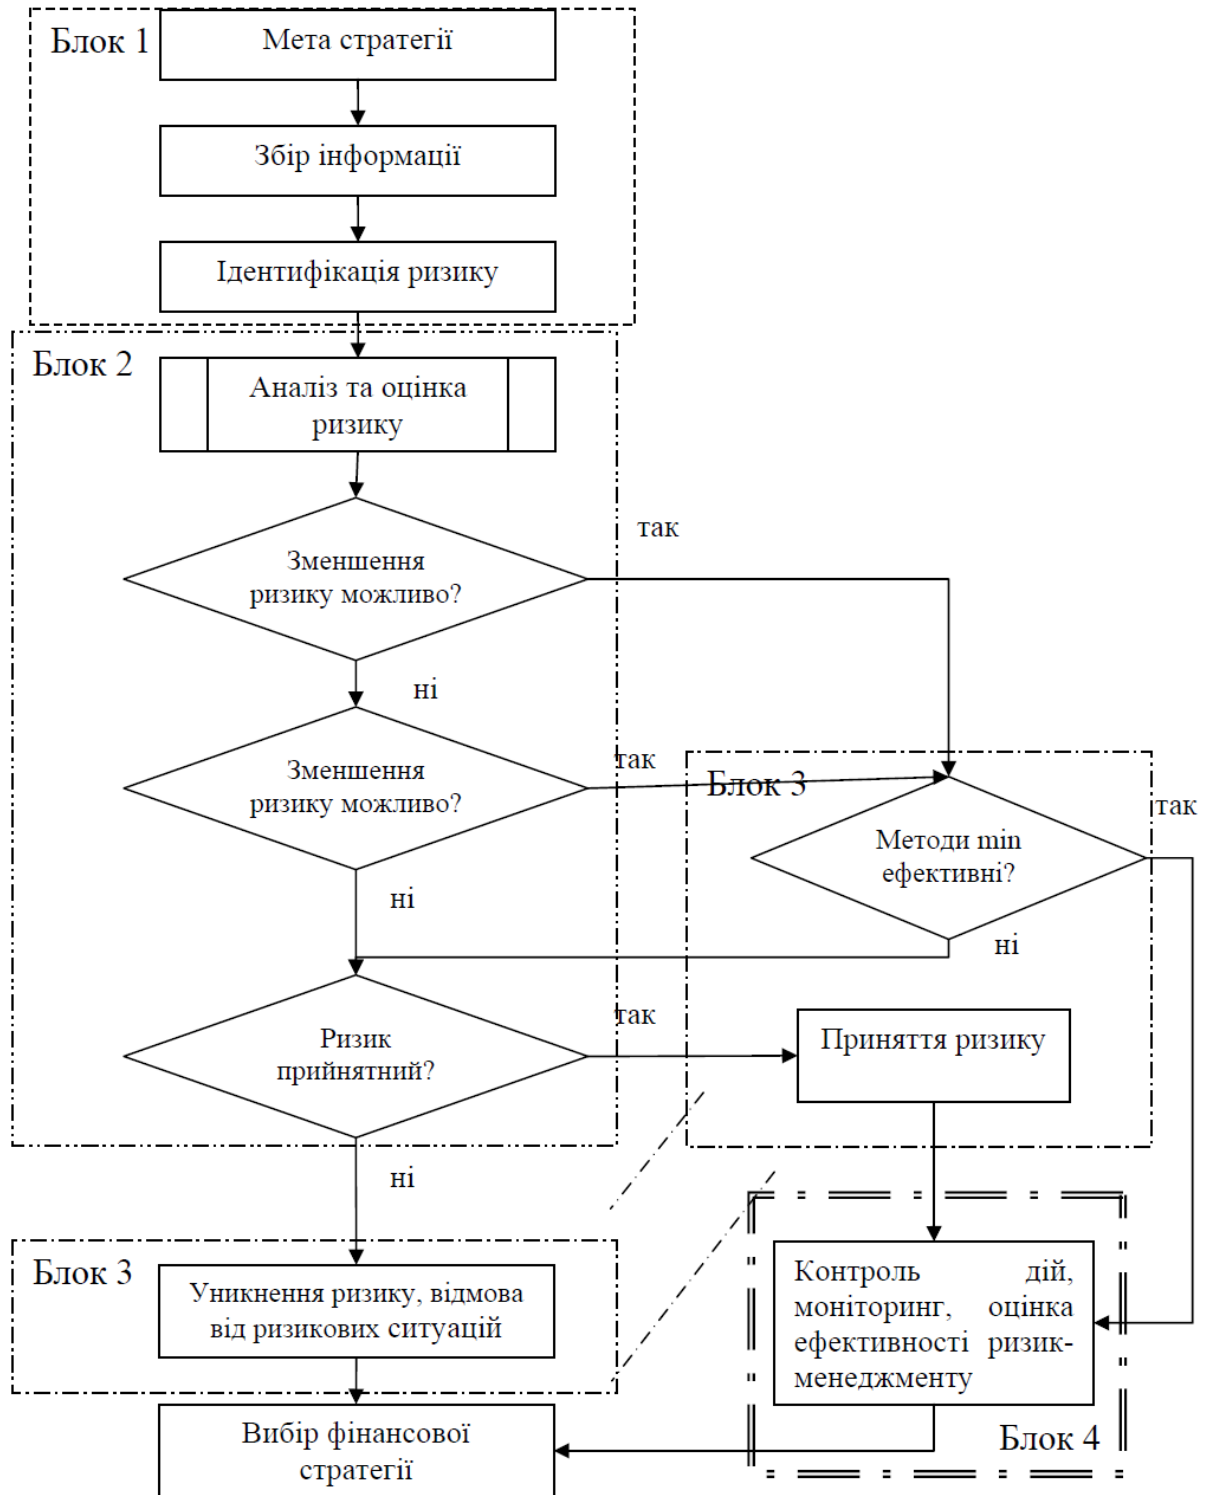 Блок 1
Мета стратегії
Збір інформації
Ідентифікація ризику
Блок 2
Аналіз та оцінка
ризику
Зменшення
ризику можливо?
так
ні
Зменшення
ризику можливо?
так
Блок 3
Методи min
ефективні?
так
ні
ні
Ризик
прийнятний?
так
Приняття ризику
ні
Блок 3
Уникнення ризику, відмова
від ризикових ситуацій
Контроль дій,
моніторинг, оцінка
ефективності ризик-
менеджменту
Блок 4
Вибір фінансової
стратегії